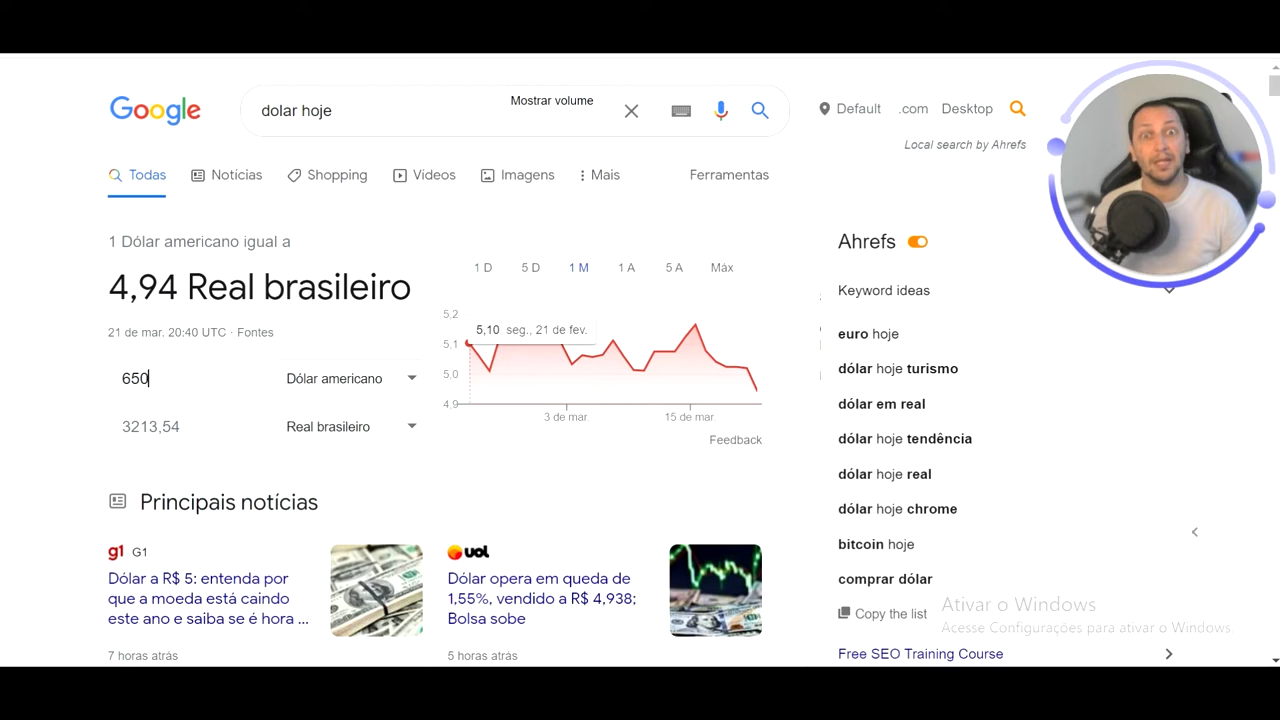 Google
dolar hoje
Mostrar volume
Default
.com
Desktop
Local search by Ahrefs
Todas
Notícias
Shopping
Vídeos
Imagens
Mais
Ferramentas
1 Dólar americano igual a
4,94 Real brasileiro
21 de mar. 20:40 UTC · Fontes
650
Dólar americano
3213,54
Real brasileiro
1 D
5 D
1 M
1 A
5 A
Máx
5,2
5,1
5,0
4,9
5,10 seg., 21 de fev.
3 de mar.
15 de mar.
Feedback
Principais notícias
g1 G1
Dólar a R$ 5: entenda por
que a moeda está caindo
este ano e saiba se é hora ...
7 horas atrás
uol
Dólar opera em queda de
1,55%, vendido a R$ 4,938;
Bolsa sobe
5 horas atrás
Ahrefs
Keyword ideas
euro hoje
dólar hoje turismo
dólar em real
dólar hoje tendência
dólar hoje real
dólar hoje chrome
bitcoin hoje
comprar dólar
Copy the list
Free SEO Training Course
Ativar o Windows
Acesse Configurações para ativar o Windows